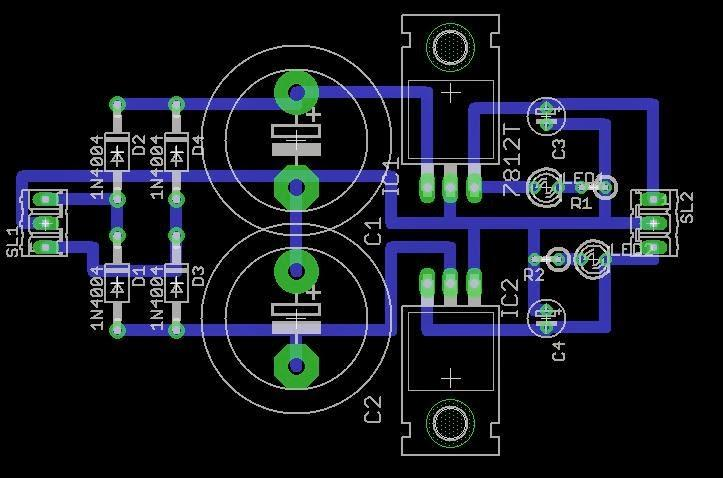 D2
D4
1N4004
1N4004
SL1
D1
D3
1N4004
1N4004
C1
C2
IC1
7812T
IC2
C3
LED1
R1
SL2
R2
C4